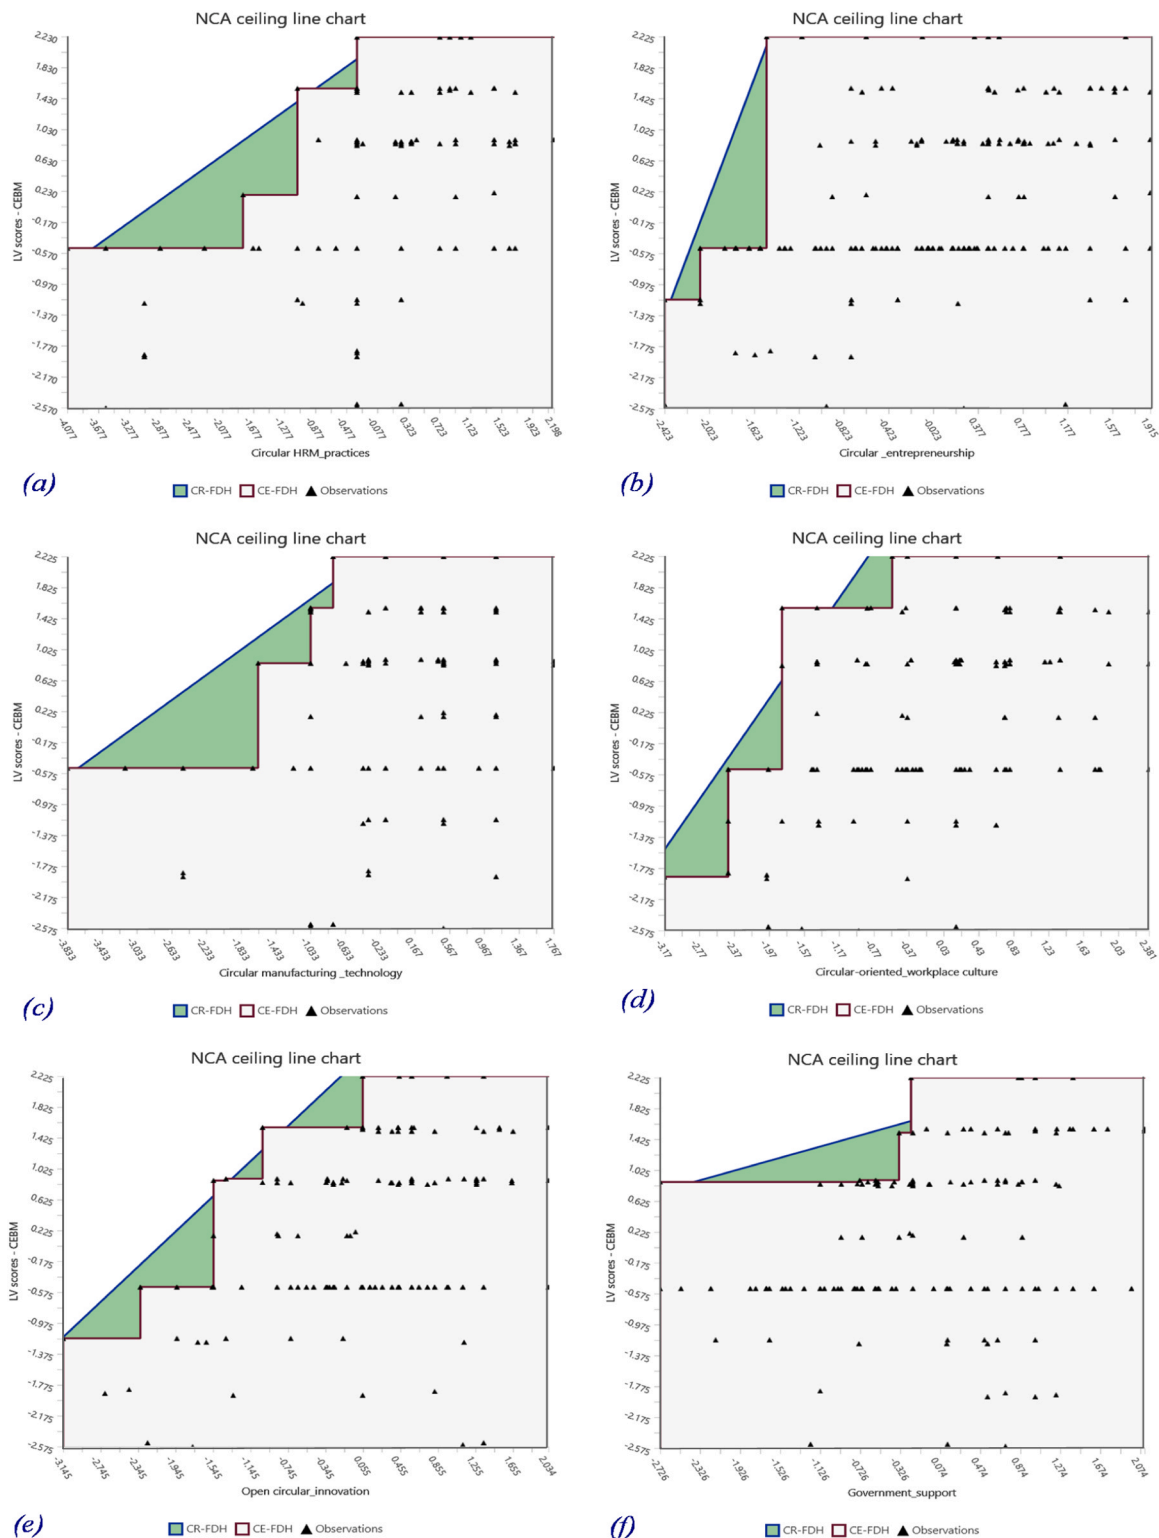 NCA ceiling line chart
LV scores - CEBM
2.230
1.830
1.430
1.030
0.630
0.230
-0.170
-0.570
-0.970
-1.370
-1.770
-2.170
-2.570
-4.077 -3.677 -3.277 -2.877 -2.477 -2.077 -1.677 -1.277 -0.877 -0.477 -0.077 0.323 0.723 1.123 1.523 1.923 2.198
Circular HRM_practices
(a)
CR-FDH CE-FDH Observations
NCA ceiling line chart
LV scores - CEBM
2.225
1.825
1.425
1.025
0.625
0.225
-0.175
-0.575
-0.975
-1.375
-1.775
-2.175
-2.575
-2.423 -2.023 -1.623 -1.223 -0.823 -0.423 -0.023 0.377 0.777 1.177 1.577 1.915
Circular _entrepreneurship
(b)
CR-FDH CE-FDH Observations
NCA ceiling line chart
LV scores - CEBM
2.225
1.825
1.425
1.025
0.625
0.225
-0.175
-0.575
-0.975
-1.375
-1.775
-2.175
-2.575
-3.833 -3.433 -3.033 -2.633 -2.233 -1.833 -1.433 -1.033 -0.633 -0.233 0.167 0.567 0.967 1.367 1.767
Circular manufacturing _technology
(c)
CR-FDH CE-FDH Observations
NCA ceiling line chart
LV scores - CEBM
2.225
1.825
1.425
1.025
0.625
0.225
-0.175
-0.575
-0.975
-1.375
-1.775
-2.175
-2.575
-3.17 -2.77 -2.37 -1.97 -1.57 -1.17 -0.77 -0.37 0.03 0.43 0.83 1.23 1.63 2.03 2.381
Circular-oriented_workplace culture
(d)
CR-FDH CE-FDH Observations
NCA ceiling line chart
LV scores - CEBM
2.225
1.825
1.425
1.025
0.625
0.225
-0.175
-0.575
-0.975
-1.375
-1.775
-2.175
-2.575
-3.145 -2.745 -2.345 -1.945 -1.545 -1.145 -0.745 -0.345 0.055 0.455 0.855 1.255 1.655 2.034
Open circular_innovation
(e)
CR-FDH CE-FDH Observations
NCA ceiling line chart
LV scores - CEBM
2.225
1.825
1.425
1.025
0.625
0.225
-0.175
-0.575
-0.975
-1.375
-1.775
-2.175
-2.575
-2.726 -2.326 -1.926 -1.526 -1.126 -0.726 -0.326 0.074 0.474 0.874 1.274 1.674 2.074
Government_support
(f)
CR-FDH CE-FDH Observations